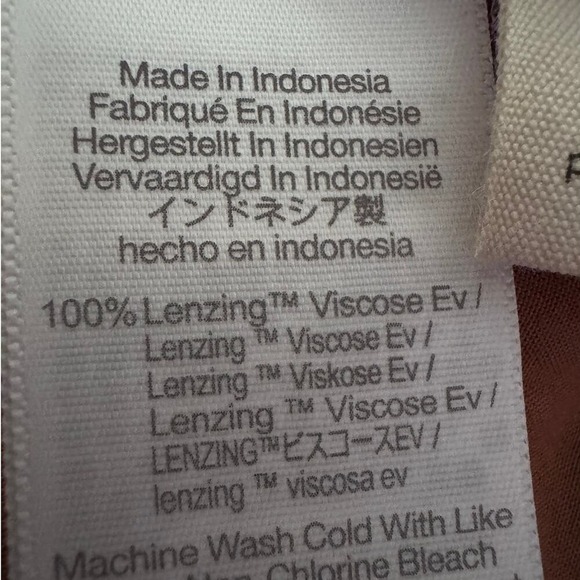 Made In Indonesia
Fabriqué En Indonésie
Hergestellt In Indonesien
Vervaardigd In Indonesië
インドネシア製
hecho en indonesia
100% Lenzing™ Viscose Ev /
Lenzing ™ Viscose Ev /
Lenzing ™ Viskose Ev /
Lenzing ™ Viscose Ev /
LENZING™ビスコースEV /
lenzing ™ viscosa ev
Machine Wash Cold With Like
Chlorine Bleach